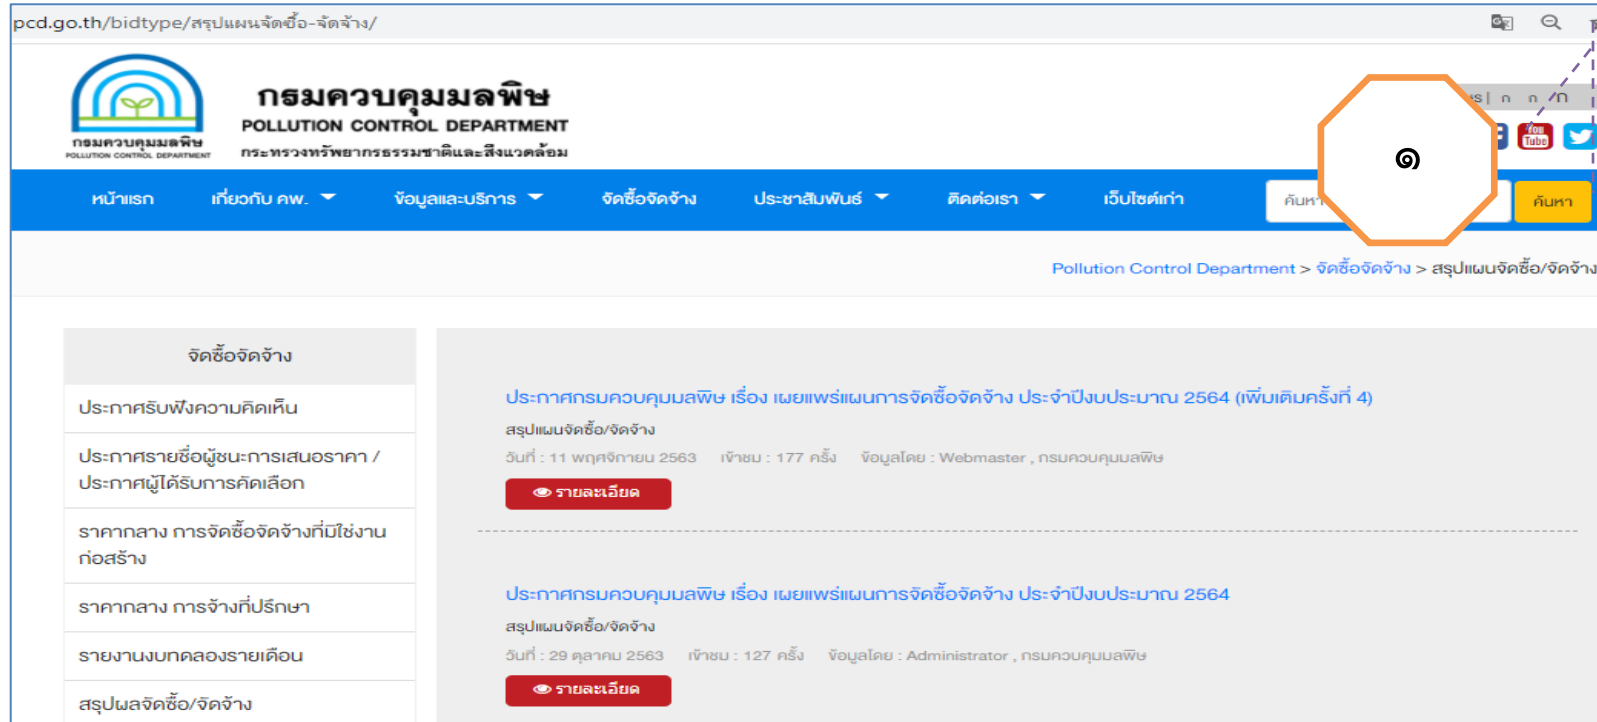 pcd.go.th/bidtype/สรุปแผนจัดซื้อ-จัดจ้าง/
กรมควบคุมมลพิษ
POLLUTION CONTROL DEPARTMENT
กระทรวงทรัพยากรธรรมชาติและสิ่งแวดล้อม
กรมควบคุมมลพิษ
POLLUTION CONTROL DEPARTMENT
| ก ก ก
You Tube
๑
หน้าแรก เกี่ยวกับ คพ. ข้อมูลและบริการ จัดซื้อจัดจ้าง ประชาสัมพันธ์ ติดต่อเรา เว็บไซต์เก่า ค้นหา ค้นหา
Pollution Control Department > จัดซื้อจัดจ้าง > สรุปแผนจัดซื้อ/จัดจ้าง
จัดซื้อจัดจ้าง
ประกาศรับฟังความคิดเห็น
ประกาศรายชื่อผู้ชนะการเสนอราคา /
ประกาศผู้ได้รับการคัดเลือก
ราคากลาง การจัดซื้อจัดจ้างที่มิใช่งาน
ก่อสร้าง
ราคากลาง การจ้างที่ปรึกษา
รายงานงบทดลองรายเดือน
สรุปผลจัดซื้อ/จัดจ้าง
ประกาศกรมควบคุมมลพิษ เรื่อง เผยแพร่แผนการจัดซื้อจัดจ้าง ประจำปีงบประมาณ 2564 (เพิ่มเติมครั้งที่ 4)
สรุปแผนจัดซื้อ/จัดจ้าง
วันที่ : 11 พฤศจิกายน 2563 เข้าชม : 177 ครั้ง ข้อมูลโดย : Webmaster , กรมควบคุมมลพิษ
รายละเอียด
ประกาศกรมควบคุมมลพิษ เรื่อง เผยแพร่แผนการจัดซื้อจัดจ้าง ประจำปีงบประมาณ 2564
สรุปแผนจัดซื้อ/จัดจ้าง
วันที่ : 29 ตุลาคม 2563 เข้าชม : 127 ครั้ง ข้อมูลโดย : Administrator , กรมควบคุมมลพิษ
รายละเอียด